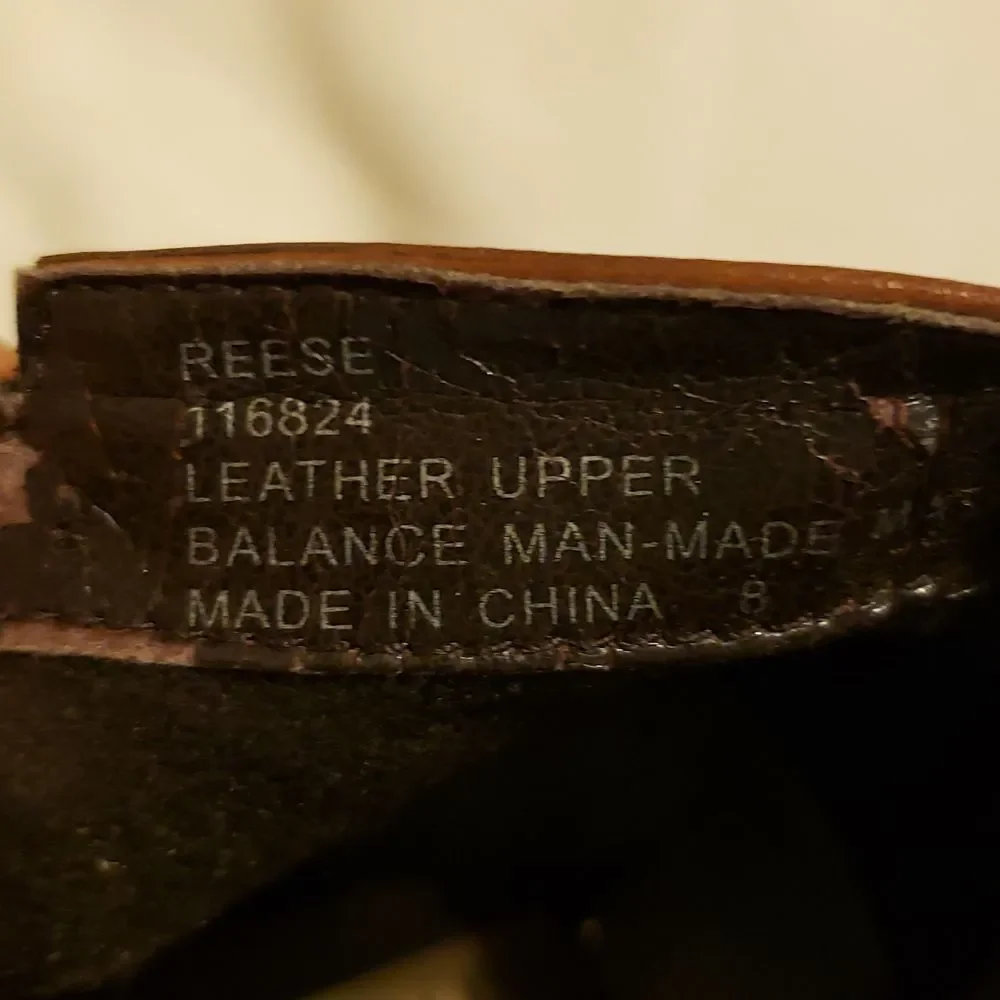 REESE
116824
LEATHER UPPER
BALANCE MAN-MADE
MADE IN CHINA 8